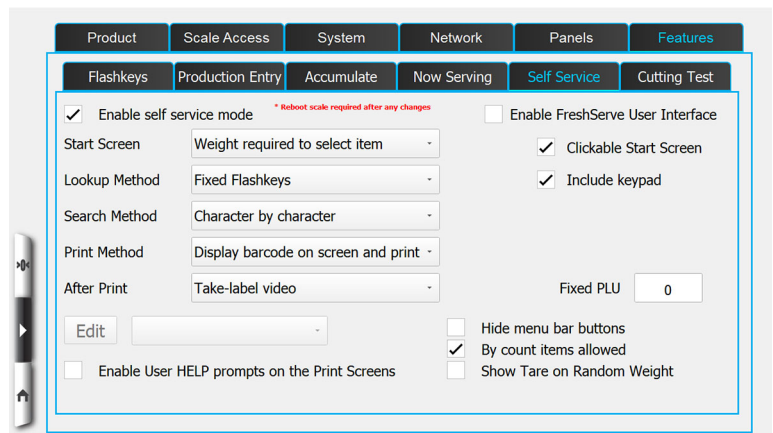 Product Scale Access System Network Panels Features
Flashkeys Production Entry Accumulate Now Serving Self Service Cutting Test
Enable self service mode * Reboot scale required after any changes Enable FreshServe User Interface
Start Screen Weight required to select item Clickable Start Screen
Lookup Method Fixed Flashkeys Include keypad
Search Method Character by character
Print Method Display barcode on screen and print
After Print Take-label video Fixed PLU 0
Edit Hide menu bar buttons
By count items allowed
Enable User HELP prompts on the Print Screens Show Tare on Random Weight